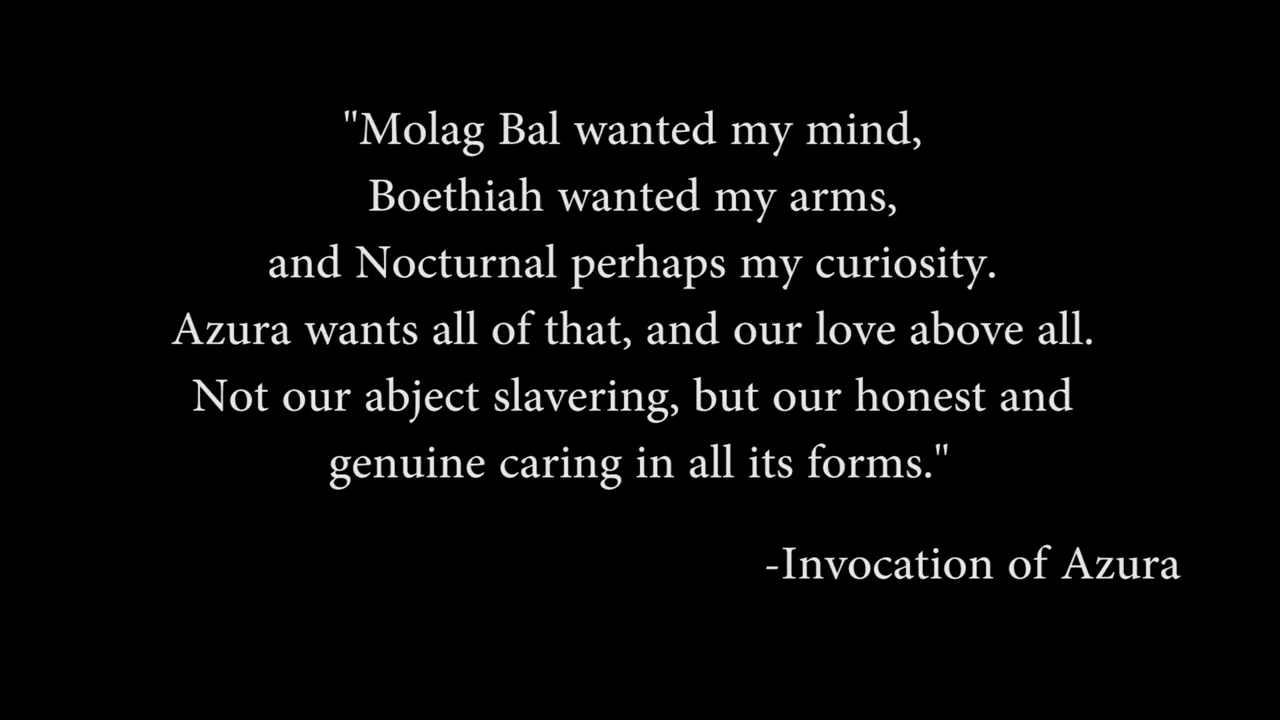 "Molag Bal wanted my mind,
Boethiah wanted my arms,
and Nocturnal perhaps my curiosity.
Azura wants all of that, and our love above all.
Not our abject slavering, but our honest and
genuine caring in all its forms."
-Invocation of Azura